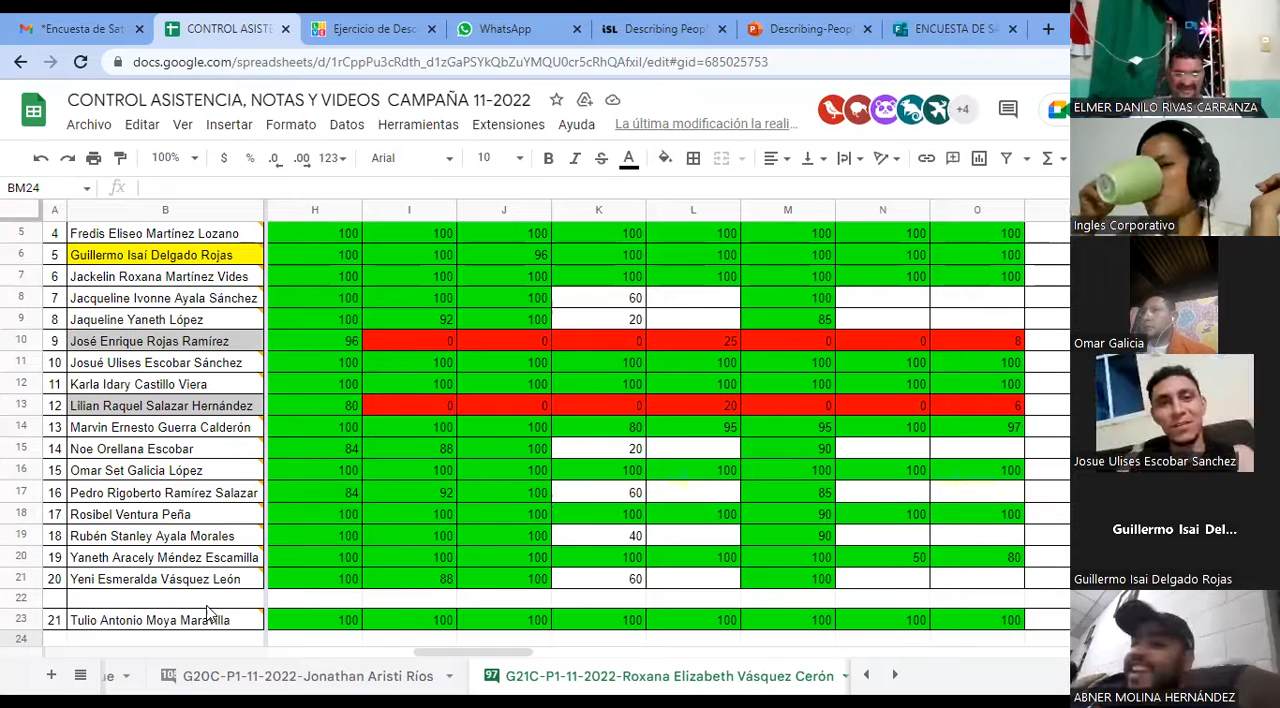 *Encuesta de Sat
CONTROL ASISTE
Ejercicio de Desc
WhatsApp
iSL Describing Peop
Describing-Peopl
ENCUESTA DE SA
docs.google.com/spreadsheets/d/1rCppPu3cRdth_d1zGaPSYkQbZuYMQU0cr5cRhQAfxiI/edit#gid=685025753
CONTROL ASISTENCIA, NOTAS Y VIDEOS CAMPAÑA 11-2022
+4
Archivo Editar Ver Insertar Formato Datos Herramientas Extensiones Ayuda La última modificación la reali...
100% $ % .0 .00 123 Arial 10 B I S A Σ
BM24 fx
A B H I J K L M N O
5 4 Fredis Eliseo Martínez Lozano 100 100 100 100 100 100 100 100
6 5 Guillermo Isaí Delgado Rojas 100 100 96 100 100 100 100 100
7 6 Jackelin Roxana Martínez Vides 100 100 100 100 100 100 100 100
8 7 Jacqueline Ivonne Ayala Sánchez 100 100 100 60 100
9 8 Jaqueline Yaneth López 100 92 100 20 85
10 9 José Enrique Rojas Ramírez 96 0 0 0 25 0 0 8
11 10 Josué Ulises Escobar Sánchez 100 100 100 100 100 100 100 100
12 11 Karla Idary Castillo Viera 100 100 100 100 100 100 100 100
13 12 Lilian Raquel Salazar Hernández 80 0 0 0 20 0 0 6
14 13 Marvin Ernesto Guerra Calderón 100 100 100 80 95 95 100 97
15 14 Noe Orellana Escobar 84 88 100 20 90
16 15 Omar Set Galicia López 100 100 100 100 100 100 100 100
17 16 Pedro Rigoberto Ramírez Salazar 84 92 100 60 85
18 17 Rosibel Ventura Peña 100 100 100 100 100 90 100 100
19 18 Rubén Stanley Ayala Morales 100 100 100 40 90
20 19 Yaneth Aracely Méndez Escamilla 100 100 100 100 100 100 50 80
21 20 Yeni Esmeralda Vásquez León 100 88 100 60 100
22
23 21 Tulio Antonio Moya Maravilla 100 100 100 100 100 100 100 100
24
G20C-P1-11-2022-Jonathan Aristi Ríos
97 G21C-P1-11-2022-Roxana Elizabeth Vásquez Cerón
ELMER DANILO RIVAS CARRANZA
Ingles Corporativo
Omar Galicia
Josue Ulises Escobar Sanchez
Guillermo Isai Del...
Guillermo Isai Delgado Rojas
ABNER MOLINA HERNÁNDEZ